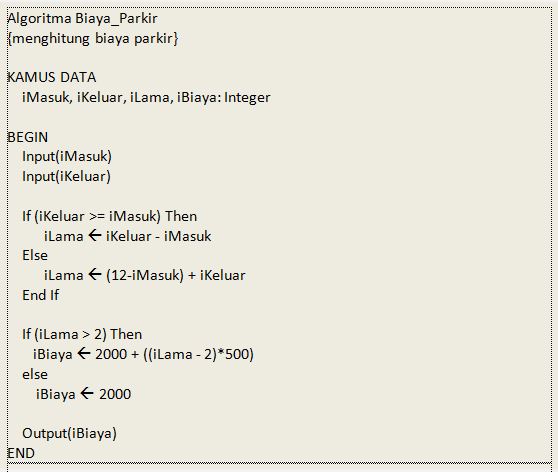 Algoritma Biaya_Parkir
{menghitung biaya parkir}
KAMUS DATA
iMasuk, iKeluar, iLama, iBiaya: Integer
BEGIN
Input(iMasuk)
Input(iKeluar)
If (iKeluar >= iMasuk) Then
iLama ← iKeluar - iMasuk
Else
iLama ← (12-iMasuk) + iKeluar
End If
If (iLama > 2) Then
iBiaya ← 2000 + ((iLama - 2)*500)
else
iBiaya ← 2000
Output(iBiaya)
END